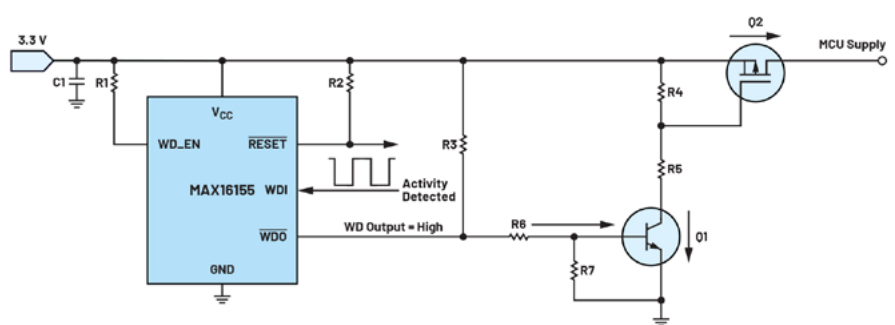 Q2
3.3 V
MCU Supply
C1
R1
R2
R4
VCC
WD_EN
RESET
R3
MAX16155
WDI
Activity
Detected
R5
WDO
WD Output = High
R6
Q1
R7
GND